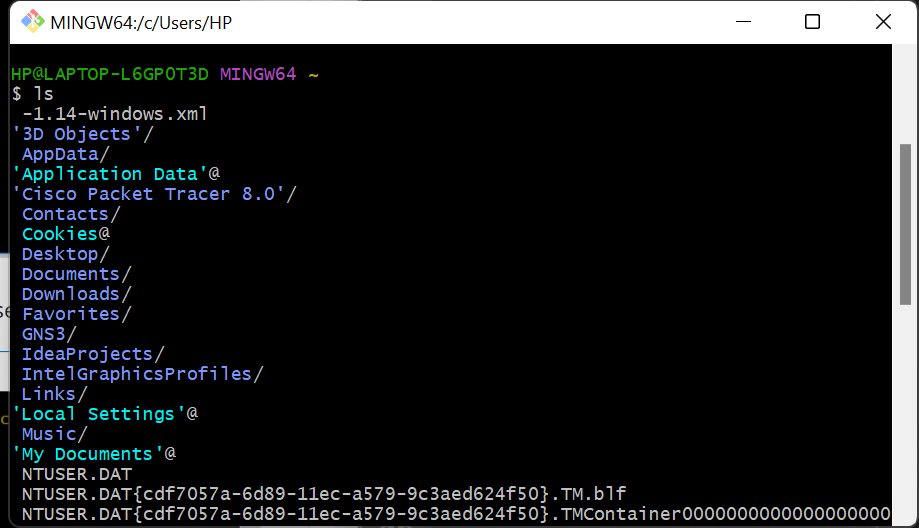 MINGW64:/c/Users/HP
HP@LAPTOP-L6GP0T3D MINGW64 ~
$ ls
-1.14-windows.xml
'3D Objects'/
AppData/
'Application Data'@
'Cisco Packet Tracer 8.0'/
Contacts/
Cookies@
Desktop/
Documents/
Downloads/
Favorites/
GNS3/
IdeaProjects/
IntelGraphicsProfiles/
Links/
'Local Settings'@
Music/
'My Documents'@
NTUSER.DAT
NTUSER.DAT{cdf7057a-6d89-11ec-a579-9c3aed624f50}.TM.blf
NTUSER.DAT{cdf7057a-6d89-11ec-a579-9c3aed624f50}.TMContainer00000000000000000000